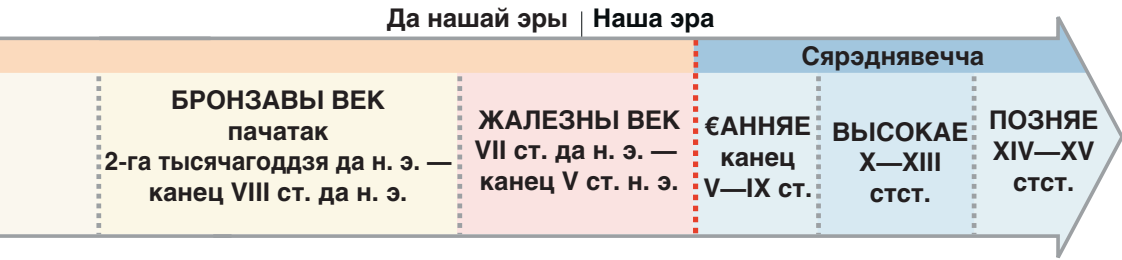 Да нашай эры | Наша эра
Сярэднявечча
БРОНЗАВЫ ВЕК
пачатак
2-га тысячагоддзя да н. э. —
канец VIII ст. да н. э.
ЖАЛЕЗНЫ ВЕК
VII ст. да н. э. —
канец V ст. н. э.
€АННЯЕ
канец
V—IX ст.
ВЫСОКАЕ
X—XIII
стст.
ПОЗНЯЕ
XIV—XV
стст.